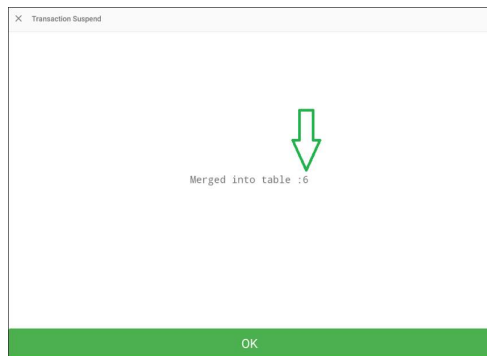 Transaction Suspend
Merged into table :6
OK